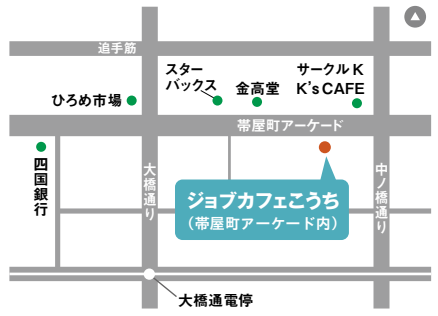 追手筋
スター
バックス
金高堂
サークルK
K's CAFE
ひろめ市場
帯屋町アーケード
四国銀行
大橋通り
中ノ橋通り
ジョブカフェこうち
（帯屋町アーケード内）
大橋通電停